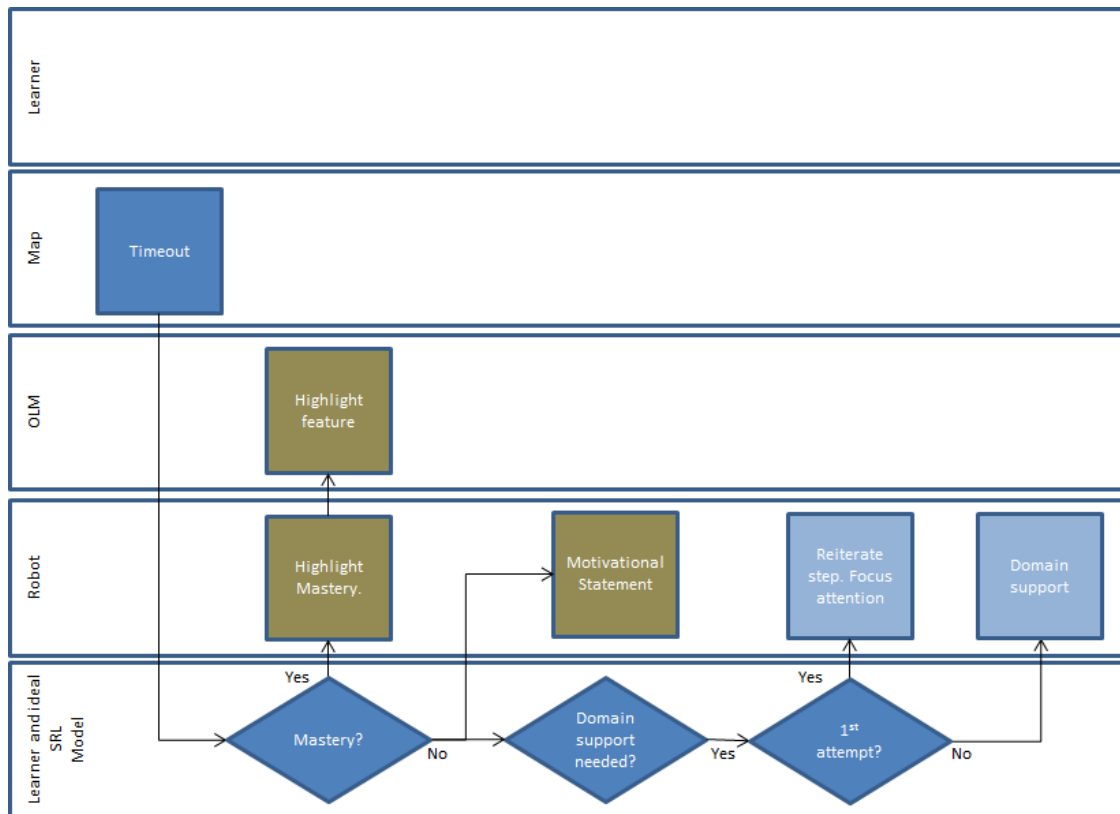 Learner
Map
Timeout
OLM
Highlight
feature
Robot
Highlight
Mastery.
Motivational
Statement
Reiterate
step. Focus
attention
Domain
support
Learner and ideal
SRL
Model
Yes
Mastery?
No
Domain
support
needed?
Yes
Yes
1st
attempt?
No